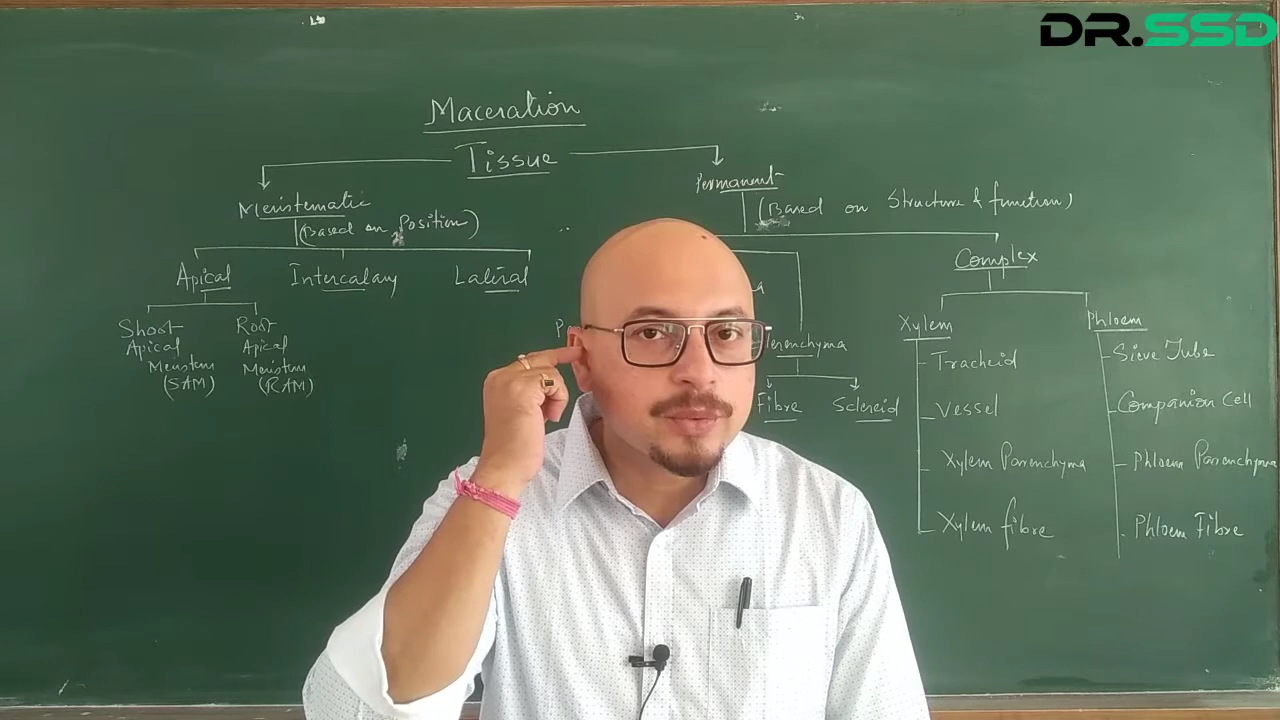 DR.SSD
Maceration
Tissue
Meristematic
(Based on Position)
Permanent
(Based on Structure & function)
Apical
Intercalary
Lateral
Complex
Shoot
Apical
Meristem
(SAM)
Root
Apical
Meristem
(RAM)
Fibre
Sclereid
Xylem
Tracheid
Vessel
Xylem Parenchyma
Xylem fibre
Phloem
Sieve Tube
Companion Cell
Phloem Parenchyma
Phloem Fibre